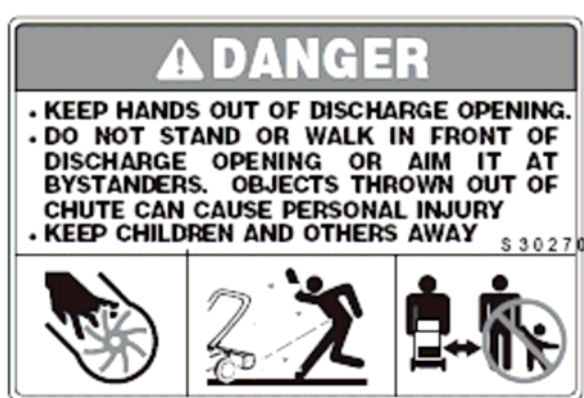 DANGER
• KEEP HANDS OUT OF DISCHARGE OPENING.
• DO NOT STAND OR WALK IN FRONT OF
DISCHARGE OPENING OR AIM IT AT
BYSTANDERS. OBJECTS THROWN OUT OF
CHUTE CAN CAUSE PERSONAL INJURY
• KEEP CHILDREN AND OTHERS AWAY
S30270